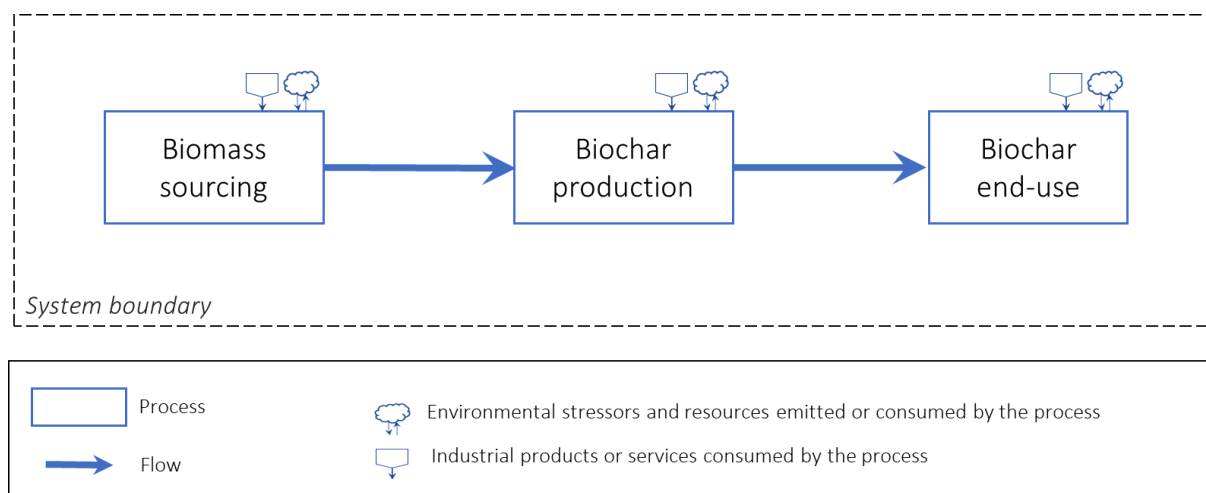 Biomass
sourcing
Biochar
production
Biochar
end-use
System boundary
Process
Environmental stressors and resources emitted or consumed by the process
Flow
Industrial products or services consumed by the process